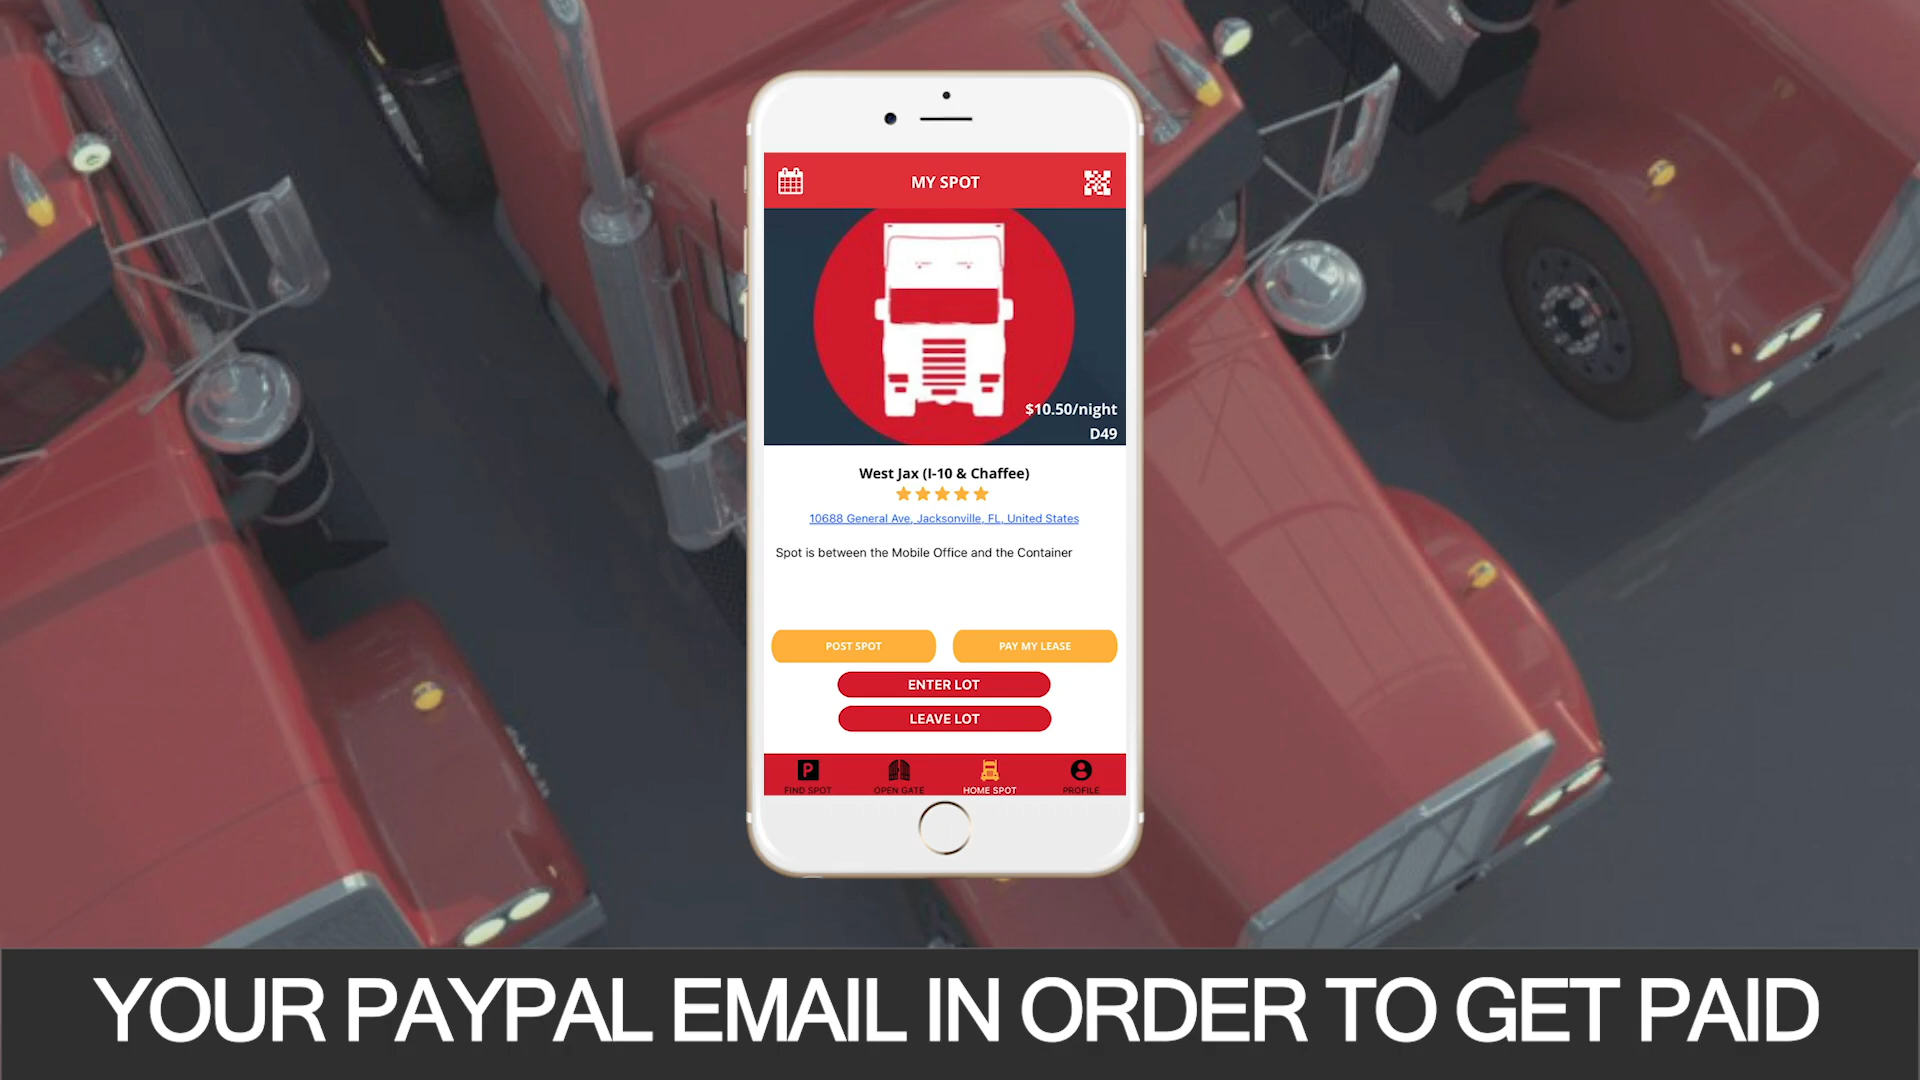 MY SPOT
$10.50/night
D49
West Jax (I-10 & Chaffee)
10688 General Ave, Jacksonville, FL, United States
Spot is between the Mobile Office and the Container
POST SPOT
PAY MY LEASE
ENTER LOT
LEAVE LOT
P
FIND SPOT
OPEN GATE
HOME SPOT
PROFILE
YOUR PAYPAL EMAIL IN ORDER TO GET PAID